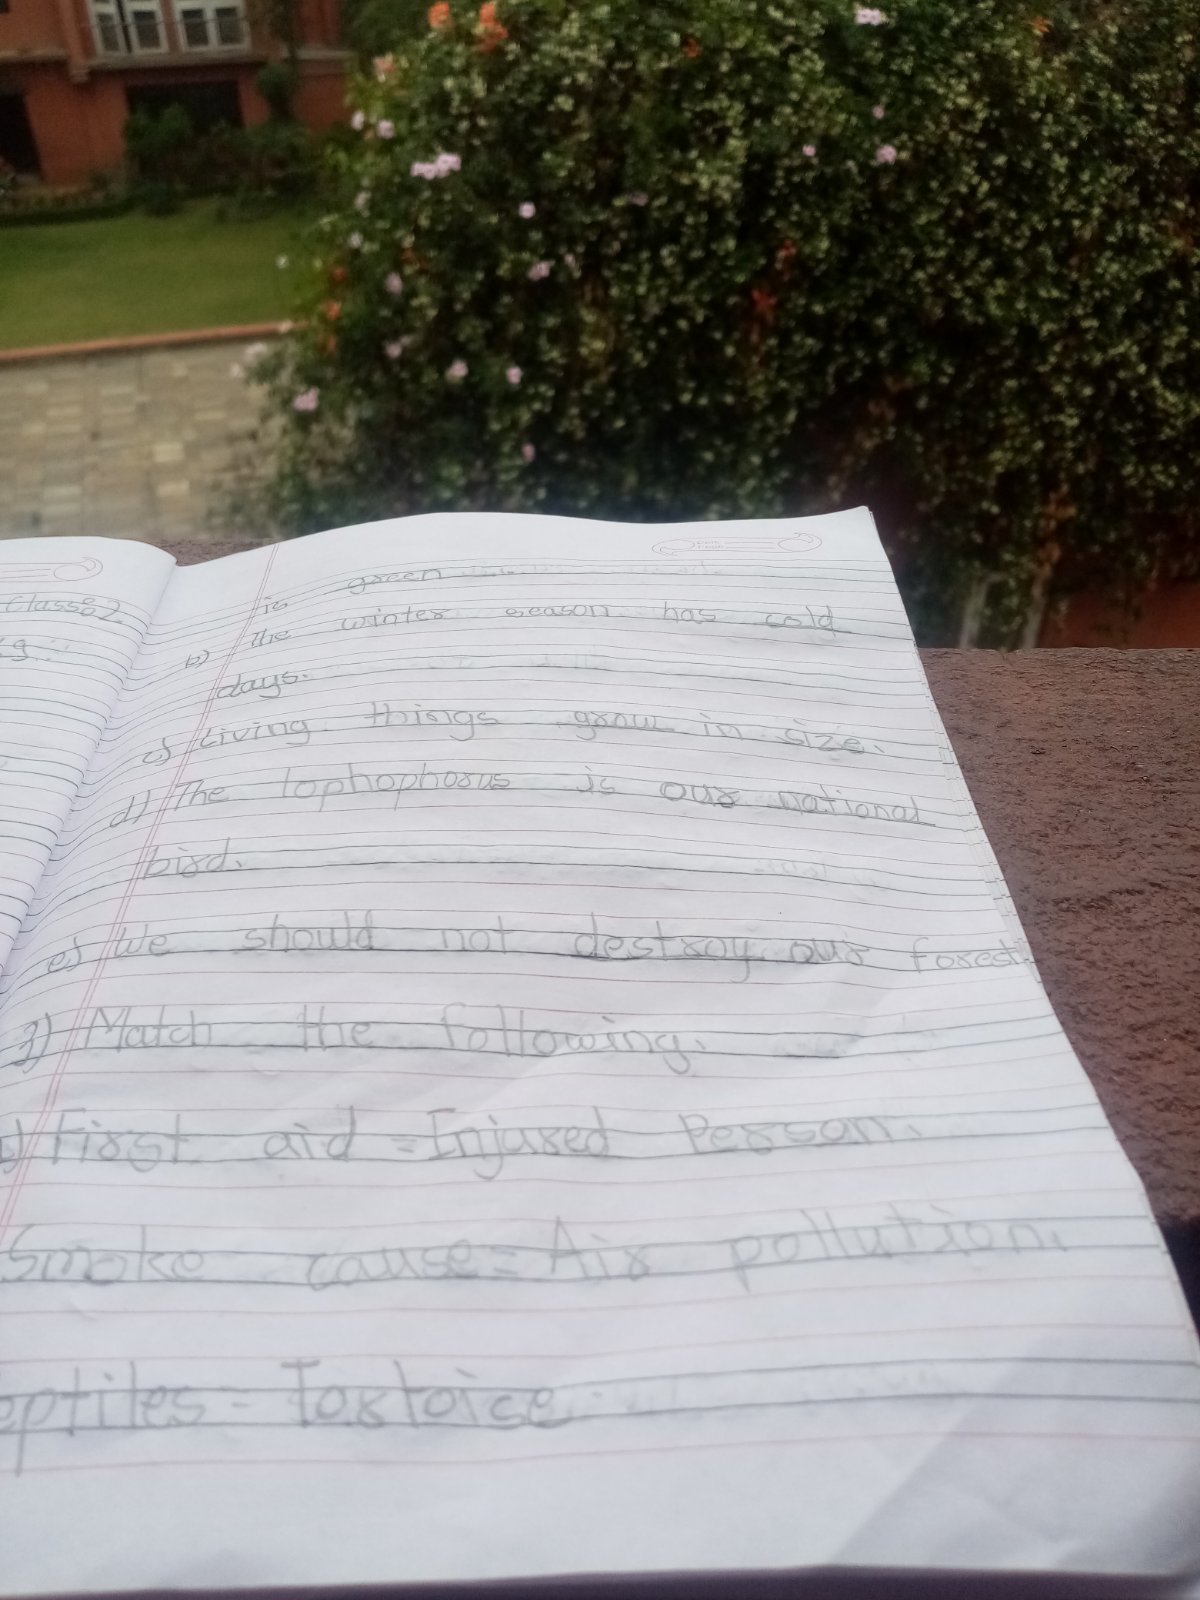 Class: 2
is green
b) The winter season has cold
days.
c) Living things grow in size.
d) The lophophorus is our national
bird.
e) We should not destroy our forest.
3) Match the following.
First aid = Injured Person.
Smoke cause = Air pollution.
eptiles = Tortoise